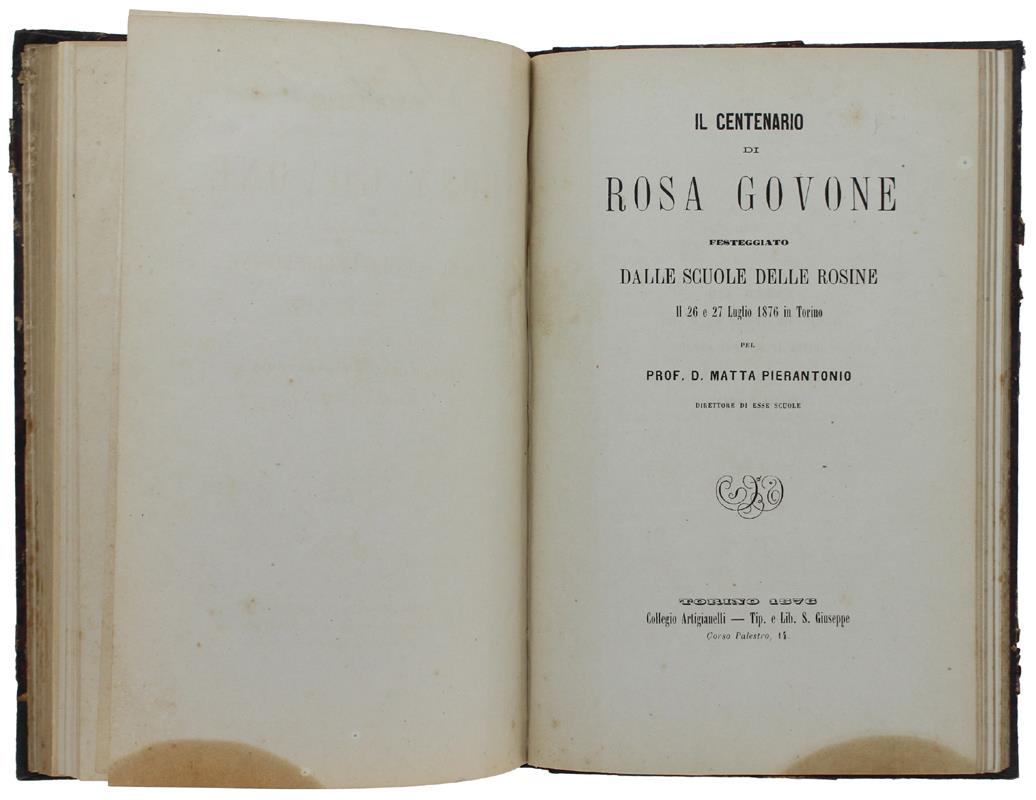 IL CENTENARIO
DI
ROSA GOVONE
FESTEGGIATO
DALLE SCUOLE DELLE ROSINE
Il 26 e 27 Luglio 1876 in Torino
PEL
PROF. D. MATTA PIERANTONIO
DIRETTORE DI ESSE SCUOLE
TORINO 1876
Collegio Artigianelli — Tip. e Lib. S. Giuseppe
Corso Palestro, 14.